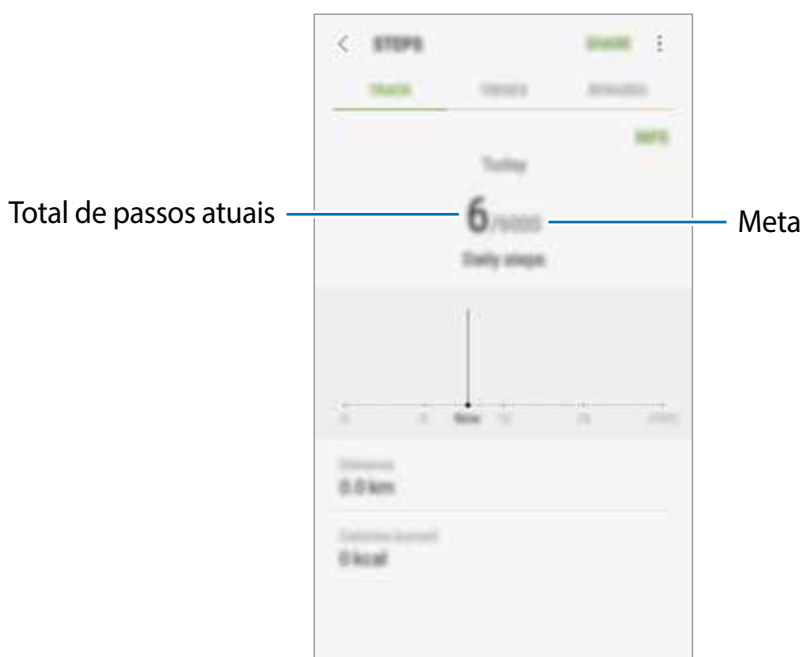 STEPS SHARE
TRACK TRENDS REWARDS
INFO
Today
Total de passos atuais
6/6000
Meta
Daily steps
Now 12
Distance
0.0 km
Calories burned
0 kcal